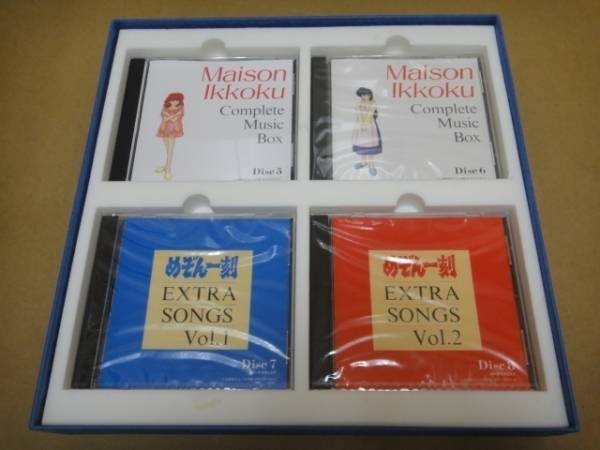 Maison
Ikkoku
Complete
Music
Box
Disc 5
Maison
Ikkoku
Complete
Music
Box
Disc 6
めぞん一刻
EXTRA
SONGS
Vol.1
Disc 7
めぞん一刻
EXTRA
SONGS
Vol.2
Disc 8